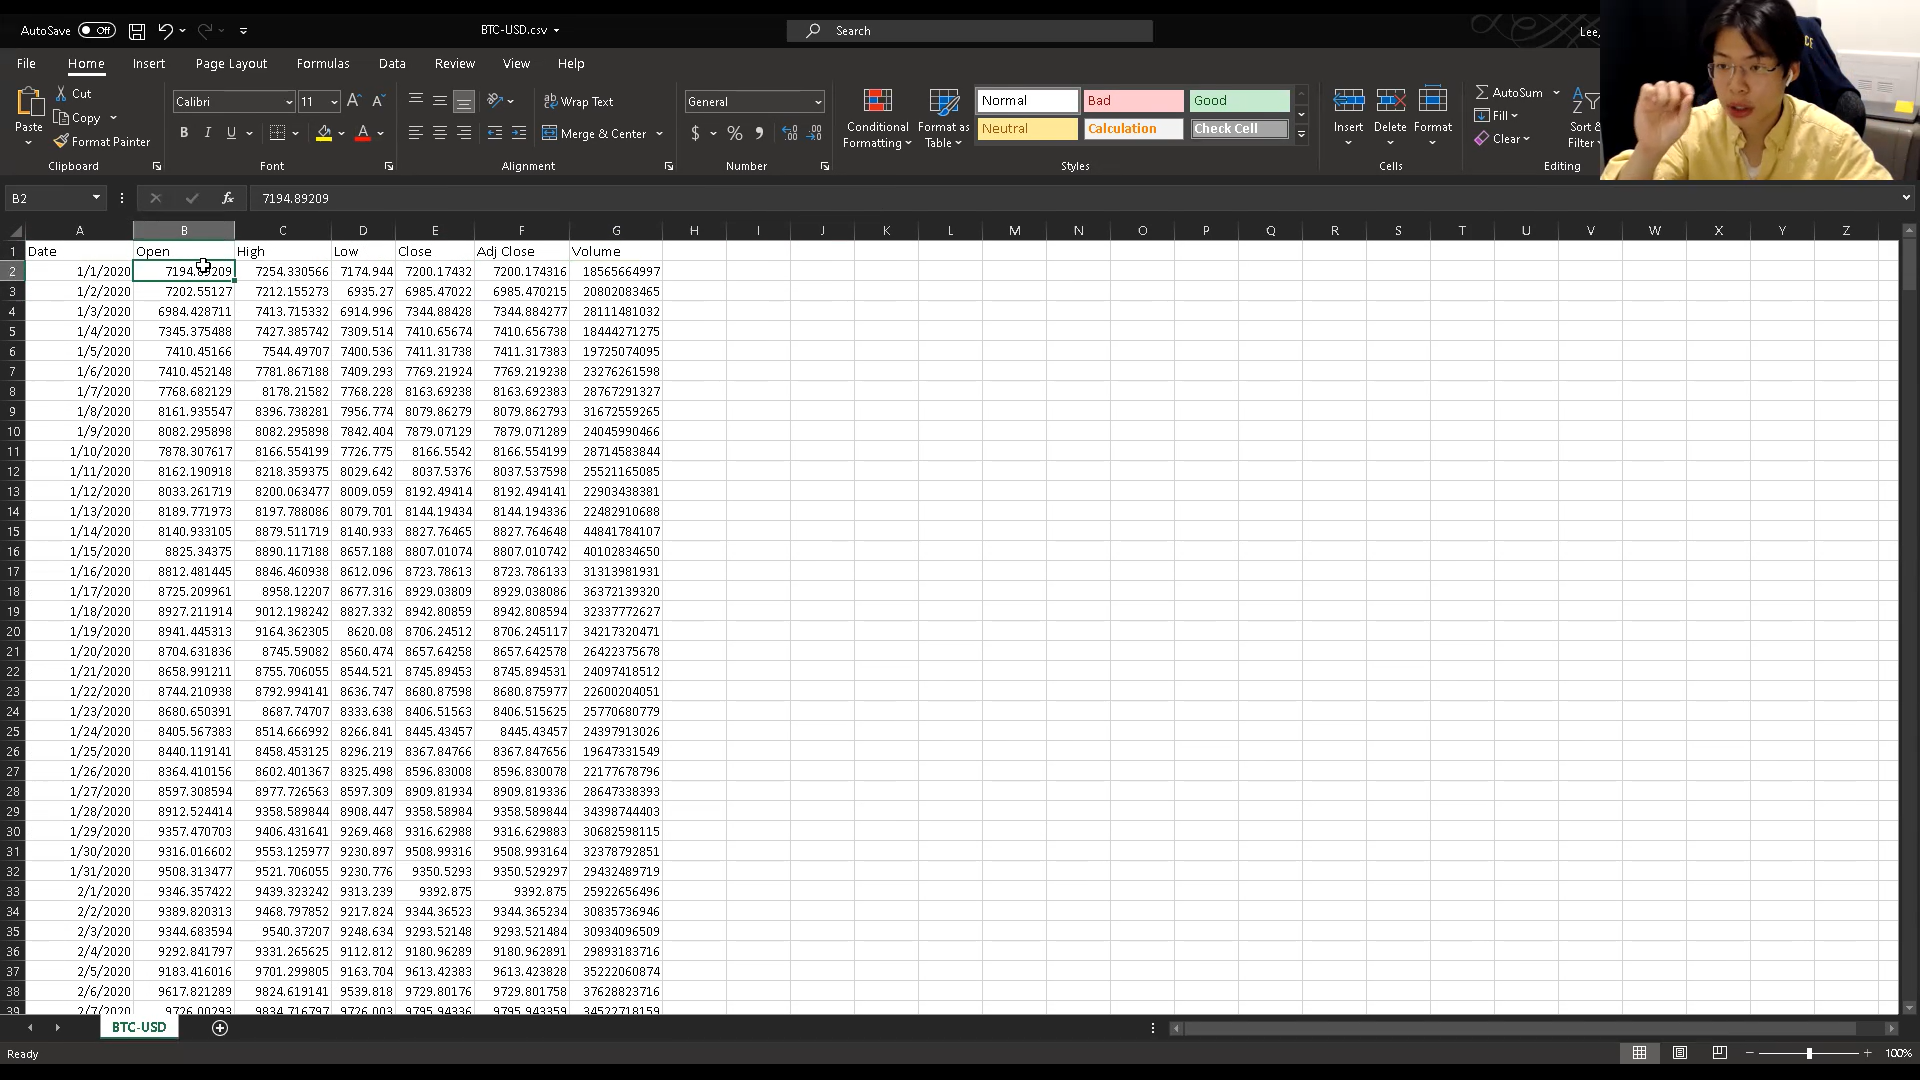 AutoSave Off BTC-USD.csv Search Lee,
File Home Insert Page Layout Formulas Data Review View Help
Paste Cut Copy Format Painter Clipboard
Calibri 11 B I U A Font
Wrap Text Merge & Center Alignment
General $ % Number
Conditional Formatting Format as Table
Normal Bad Good
Neutral Calculation Check Cell
Styles
Insert Delete Format Cells
AutoSum Fill Clear Sort & Filter Editing
B2 fx 7194.89209
A B C D E F G H I J K L M N O P Q R S T U V W X Y Z
1 Date Open High Low Close Adj Close Volume
2 1/1/2020 7194.89209 7254.330566 7174.944 7200.17432 7200.174316 18565664997
3 1/2/2020 7202.55127 7212.155273 6935.27 6985.47022 6985.470215 20802083465
4 1/3/2020 6984.428711 7413.715332 6914.996 7344.88428 7344.884277 28111481032
5 1/4/2020 7345.375488 7427.385742 7309.514 7410.65674 7410.656738 18444271275
6 1/5/2020 7410.45166 7544.49707 7400.536 7411.31738 7411.317383 19725074095
7 1/6/2020 7410.452148 7781.867188 7409.293 7769.21924 7769.219238 23276261598
8 1/7/2020 7768.682129 8178.21582 7768.228 8163.69238 8163.692383 28767291327
9 1/8/2020 8161.935547 8396.738281 7956.774 8079.86279 8079.862793 31672559265
10 1/9/2020 8082.295898 8082.295898 7842.404 7879.07129 7879.071289 24045990466
11 1/10/2020 7878.307617 8166.554199 7726.775 8166.5542 8166.554199 28714583844
12 1/11/2020 8162.190918 8218.359375 8029.642 8037.5376 8037.537598 25521165085
13 1/12/2020 8033.261719 8200.063477 8009.059 8192.49414 8192.494141 22903438381
14 1/13/2020 8189.771973 8197.788086 8079.701 8144.19434 8144.194336 22482910688
15 1/14/2020 8140.933105 8879.511719 8140.933 8827.76465 8827.764648 44841784107
16 1/15/2020 8825.34375 8890.117188 8657.188 8807.01074 8807.010742 40102834650
17 1/16/2020 8812.481445 8846.460938 8612.096 8723.78613 8723.786133 31313981931
18 1/17/2020 8725.209961 8958.12207 8677.316 8929.03809 8929.038086 36372139320
19 1/18/2020 8927.211914 9012.198242 8827.332 8942.80859 8942.808594 32337772627
20 1/19/2020 8941.445313 9164.362305 8620.08 8706.24512 8706.245117 34217320471
21 1/20/2020 8704.631836 8745.59082 8560.474 8657.64258 8657.642578 26422375678
22 1/21/2020 8658.991211 8755.706055 8544.521 8745.89453 8745.894531 24097418512
23 1/22/2020 8744.210938 8792.994141 8636.747 8680.87598 8680.875977 22600204051
24 1/23/2020 8680.650391 8687.74707 8333.638 8406.51563 8406.515625 25770680779
25 1/24/2020 8405.567383 8514.666992 8266.841 8445.43457 8445.43457 24397913026
26 1/25/2020 8440.119141 8458.453125 8296.219 8367.84766 8367.847656 19647331549
27 1/26/2020 8364.410156 8602.401367 8325.498 8596.83008 8596.830078 22177678796
28 1/27/2020 8597.308594 8977.726563 8597.309 8909.81934 8909.819336 28647338393
29 1/28/2020 8912.524414 9358.589844 8908.447 9358.58984 9358.589844 34398744403
30 1/29/2020 9357.470703 9406.431641 9269.468 9316.62988 9316.629883 30682598115
31 1/30/2020 9316.016602 9553.125977 9230.897 9508.99316 9508.993164 32378792851
32 1/31/2020 9508.313477 9521.706055 9230.776 9350.5293 9350.529297 29432489719
33 2/1/2020 9346.357422 9439.323242 9313.239 9392.875 9392.875 25922656496
34 2/2/2020 9389.820313 9468.797852 9217.824 9344.36523 9344.365234 30835736946
35 2/3/2020 9344.683594 9540.37207 9248.634 9293.52148 9293.521484 30934096509
36 2/4/2020 9292.841797 9331.265625 9112.812 9180.96289 9180.962891 29893183716
37 2/5/2020 9183.416016 9701.299805 9163.704 9613.42383 9613.423828 35222060874
38 2/6/2020 9617.821289 9824.619141 9539.818 9729.80176 9729.801758 37628823716
39 2/7/2020 9726.00293 9834.716797 9726.003 9795.94336 9795.943359 34522718159
BTC-USD
Ready 100%